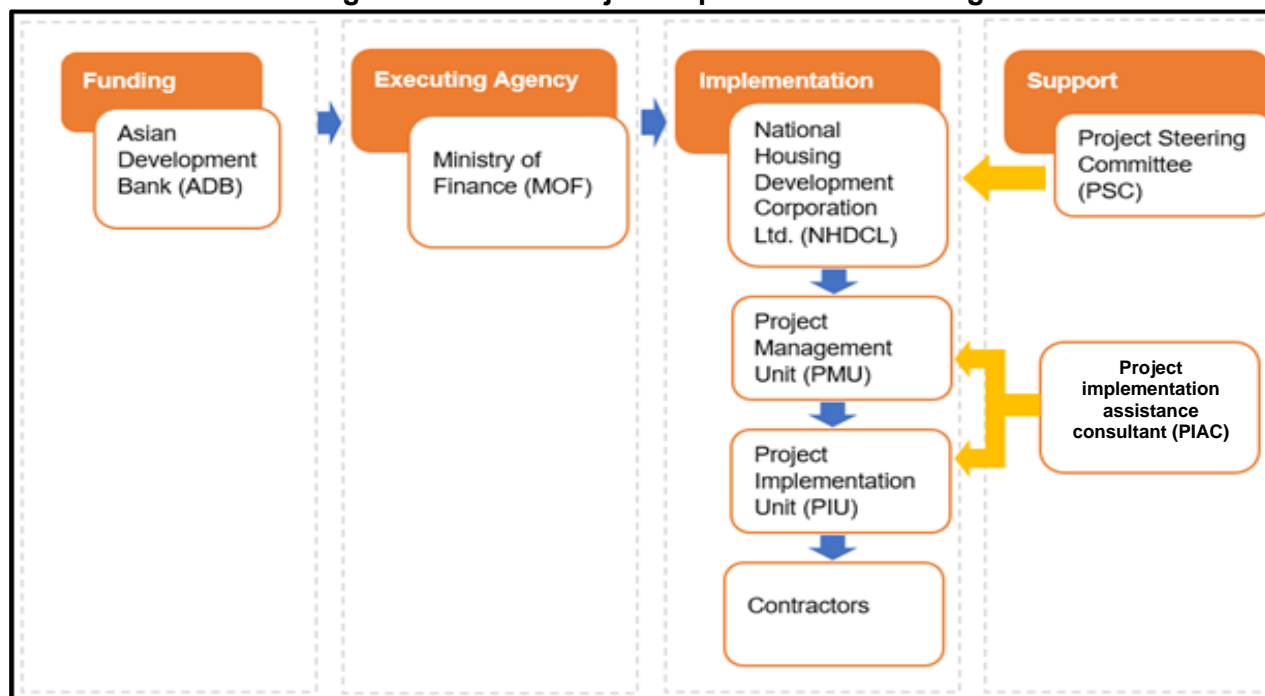 Funding
Asian
Development
Bank (ADB)
Executing Agency
Ministry of
Finance (MOF)
Implementation
National
Housing
Development
Corporation
Ltd. (NHDCL)
Project
Management
Unit (PMU)
Project
Implementation
Unit (PIU)
Contractors
Support
Project Steering
Committee
(PSC)
Project
implementation
assistance
consultant (PIAC)